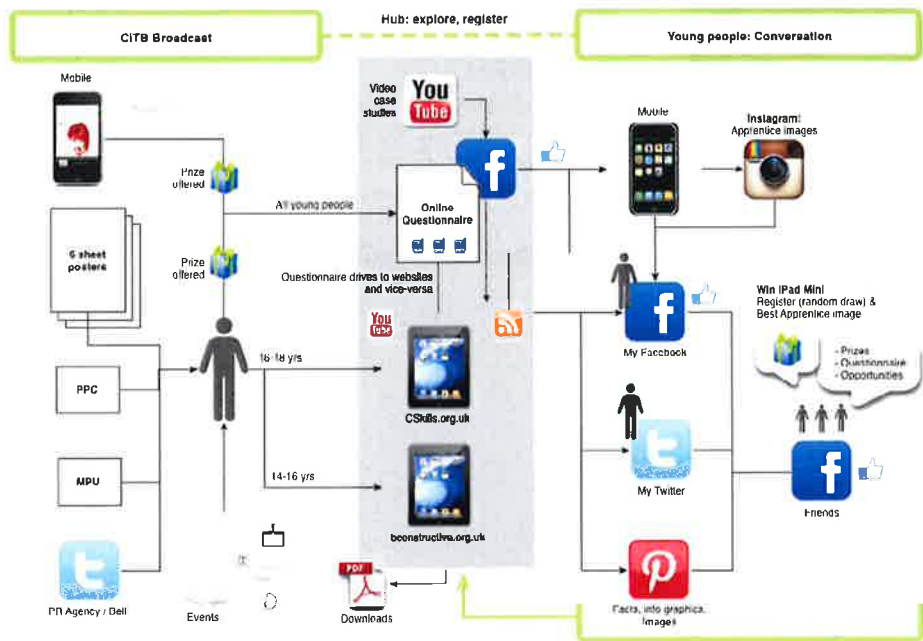 Hub: explore, register
CITB Broadcast
Young people: Conversation
Mobile
Video
case
studies
You
Tube
Mobile
Instagram!
Apprentice images
Prize
offered
All young people
Online
Questionnaire
6 sheet
posters
Prize
offered
Questionnaire drives to websites
and vice-versa
You
Tube
Win iPad Mini
Register (random draw) &
Best Apprentice image
- Prizes
- Questionnaire
- Opportunities
My Facebook
16-18 yrs
PPC
CSkills.org.uk
MPU
14-16 yrs
My Twitter
Friends
bconstructive.org.uk
PDF
PR Agency / Bell
Events
Downloads
Facts, info graphics,
Images